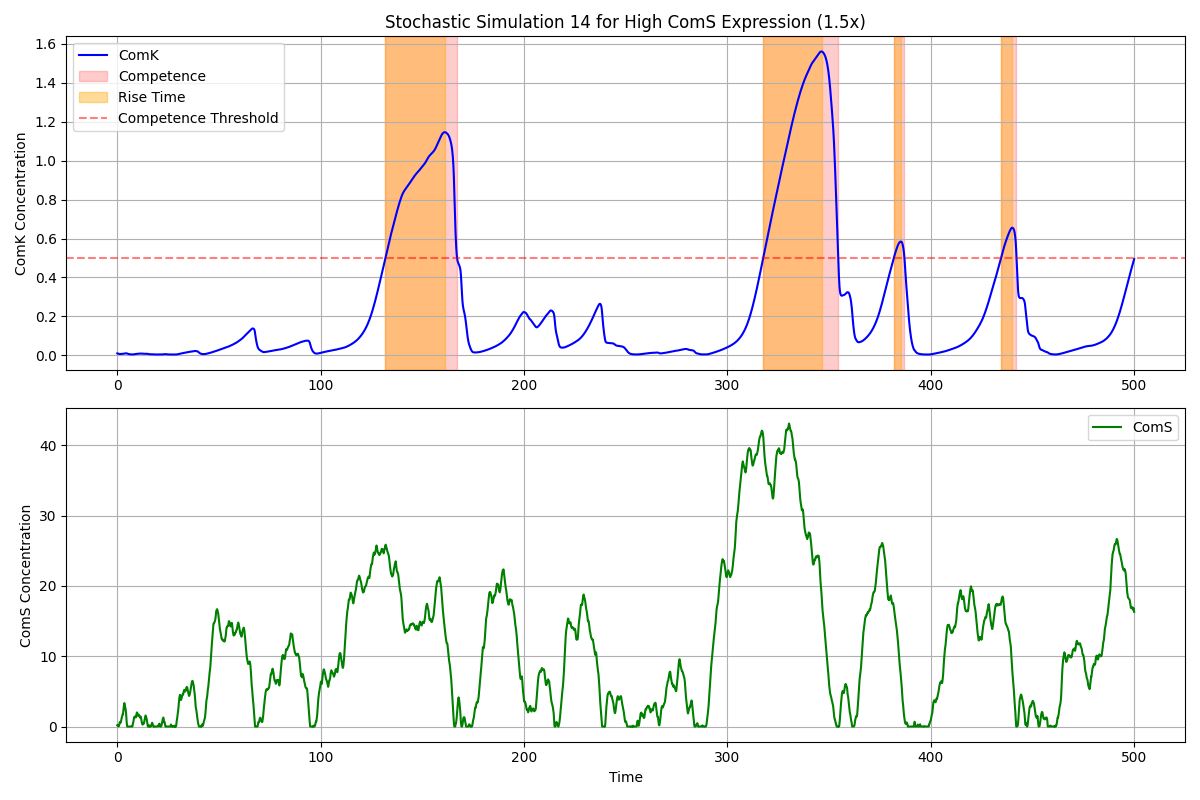 Stochastic Simulation 14 for High ComS Expression (1.5x)
ComK Concentration
1.6
1.4
1.2
1.0
0.8
0.6
0.4
0.2
0.0
ComK
Competence
Rise Time
Competence Threshold
0 100 200 300 400 500
ComS Concentration
40
30
20
10
0
ComS
0 100 200 300 400 500
Time